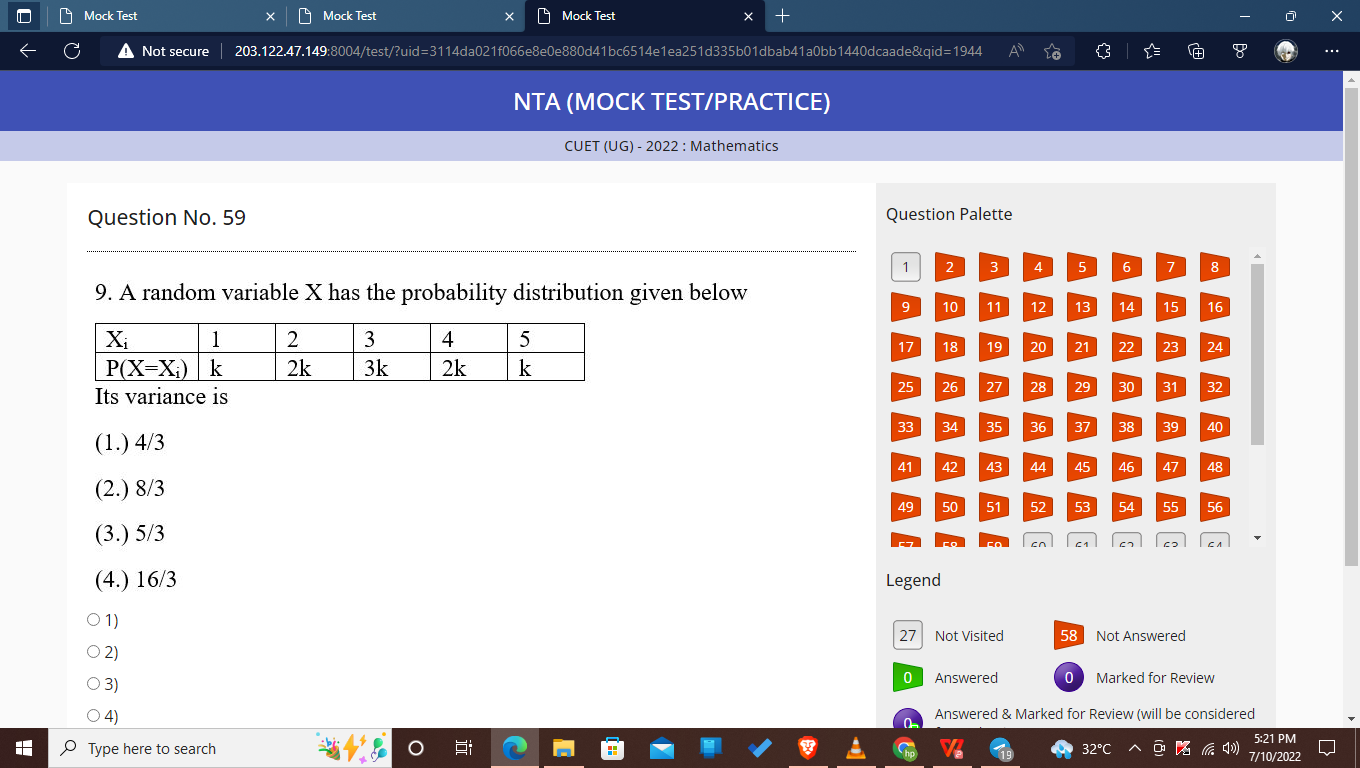 Mock Test
Mock Test
Mock Test
Not secure
203.122.47.149:8004/test/?uid=3114da021f066e8e0e880d41bc6514e1ea251d335b01dbab41a0bb1440dcaade&qid=1944
NTA (MOCK TEST/PRACTICE)
CUET (UG) - 2022 : Mathematics
Question No. 59
9. A random variable X has the probability distribution given below
Xi 1 2 3 4 5
P(X=Xi) k 2k 3k 2k k
Its variance is
(1.) 4/3
(2.) 8/3
(3.) 5/3
(4.) 16/3
1)
2)
3)
4)
Question Palette
1 2 3 4 5 6 7 8
9 10 11 12 13 14 15 16
17 18 19 20 21 22 23 24
25 26 27 28 29 30 31 32
33 34 35 36 37 38 39 40
41 42 43 44 45 46 47 48
49 50 51 52 53 54 55 56
57 58 59 60 61 62 63 64
Legend
27 Not Visited
58 Not Answered
0 Answered
0 Marked for Review
0 Answered & Marked for Review (will be considered
Type here to search
hp
19
32°C
5:21 PM
7/10/2022